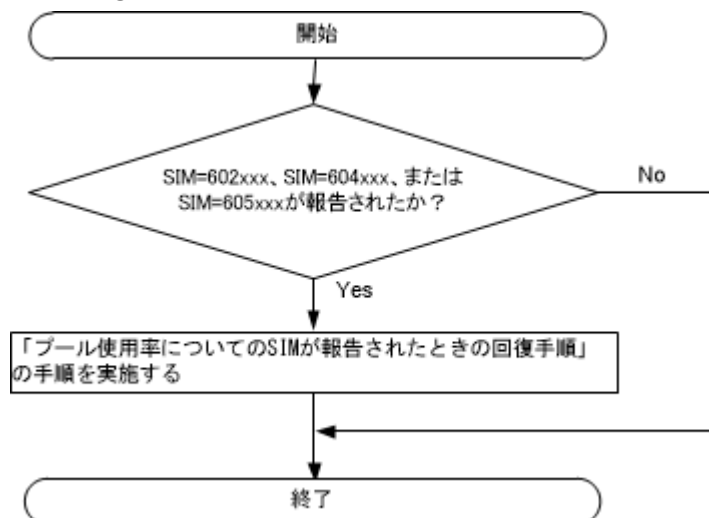 開始
SIM=602xxx、SIM=604xxx、または
SIM=605xxxが報告されたか？
No
Yes
「プール使用率についてのSIMが報告されたときの回復手順」
の手順を実施する
終了